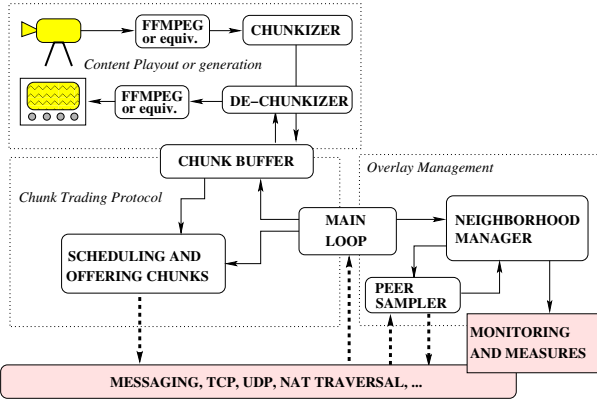 FFMPEG
or equiv.
CHUNKIZER
Content Playout or generation
FFMPEG
or equiv.
DE-CHUNKIZER
CHUNK BUFFER
Overlay Management
Chunk Trading Protocol
MAIN
LOOP
NEIGHBORHOOD
MANAGER
SCHEDULING AND
OFFERING CHUNKS
PEER
SAMPLER
MONITORING
AND MEASURES
MESSAGING, TCP, UDP, NAT TRAVERSAL, ...